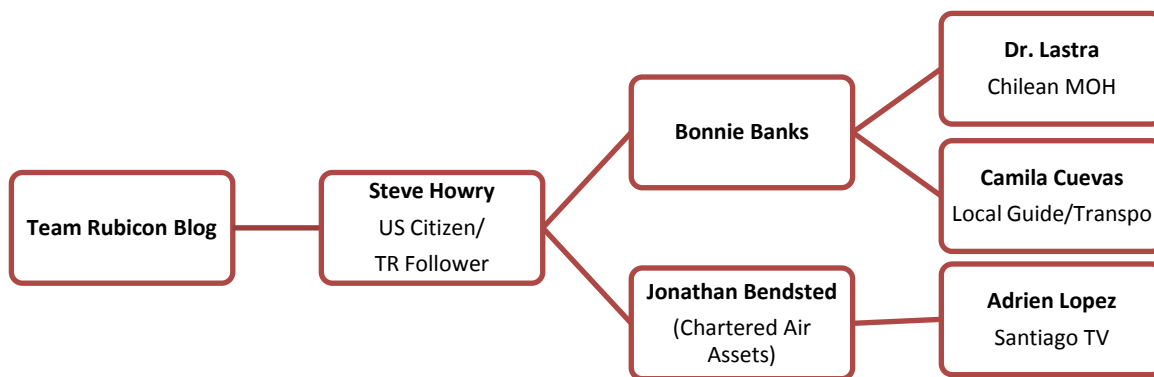 Team Rubicon Blog
Steve Howry
US Citizen/
TR Follower
Bonnie Banks
Jonathan Bendsted
(Chartered Air
Assets)
Dr. Lastra
Chilean MOH
Camila Cuevas
Local Guide/Transpo
Adrien Lopez
Santiago TV